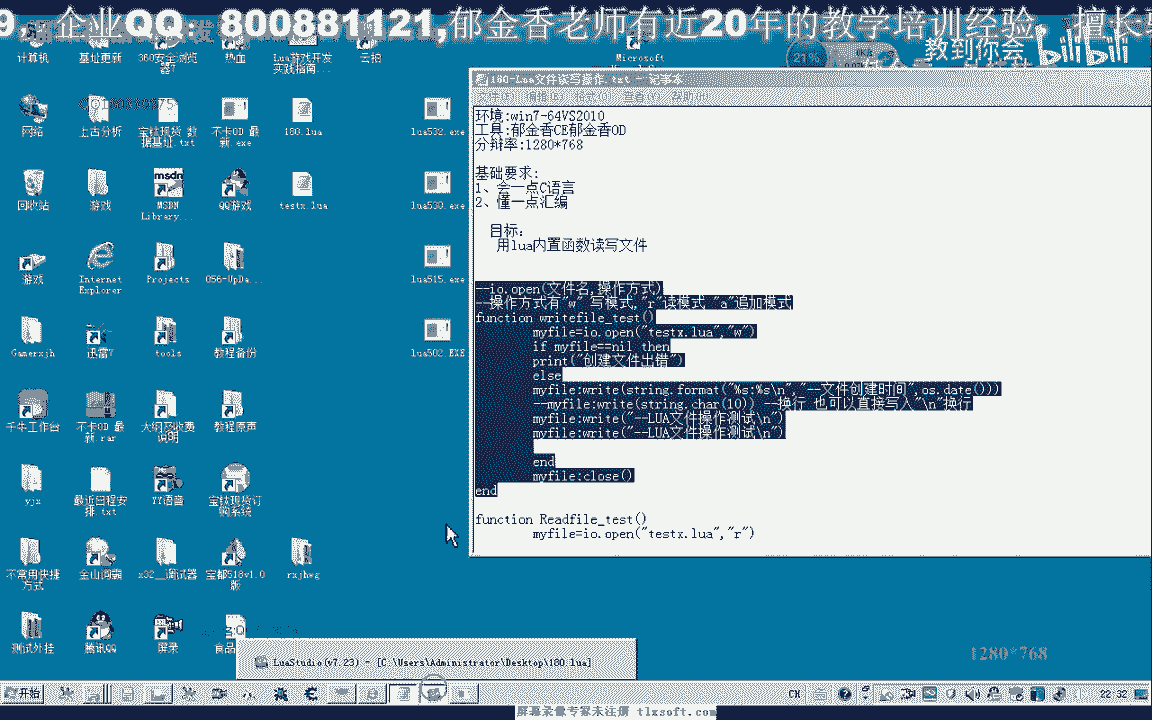 9, 企业QQ: 800881121,郁金香老师有近20年的教学培训经验, 擅长
教到你会 bilibili
计算机
基址更新
360安全浏览器7
热血
Lua游戏开发实践指南...
云拍
Microsoft
21%
网络
上古分析
宝钛现货 数据基址.txt
不卡OD 最新.exe
180.lua
lua532.exe
回收站
游戏
MSDN Library...
QQ游戏
testx.lua
lua530.exe
游戏
Internet Explorer
Projects
056-UpDa...
lua515.exe
Gamerxjh
迅雷7
tools
教程备份
lua502.EXE
千牛工作台
不卡OD 最新.rar
大纲及收费说明
教程原声
yjx
最近日程安排.txt
YY语音
宝钛现货订购系统
不常用快捷方式
金山词霸
x32__调试器
宝都518v1.0版
rxjhwg
测试外挂
腾讯QQ
屏录
食品
180-Lua文件读写操作.txt - 记事本
环境:win7-64VS2010
工具:郁金香CE郁金香OD
分辩率:1280*768
基础要求:
1、会一点C语言
2、懂一点汇编
目标:
用lua内置函数读写文件
--io.open(文件名,操作方式)
--操作方式有"w" 写模式,"r"读模式 "a"追加模式
function writefile_test()
myfile=io.open("testx.lua","w")
if myfile==nil then
print("创建文件出错")
else
myfile:write(string.format("%s:%s\n","--文件创建时间",os.date()))
--myfile:write(string.char(10)) --换行 也可以直接写入"\n"换行
myfile:write("--LUA文件操作测试\n")
myfile:write("--LUA文件操作测试\n")
end
myfile:close()
end
function Readfile_test()
myfile=io.open("testx.lua","r")
LuaStudio(v7.23) - [C:\Users\Administrator\Desktop\180.lua]
1280*768
开始
CH
22:32
屏幕录像专家未注册 tlxsoft.com